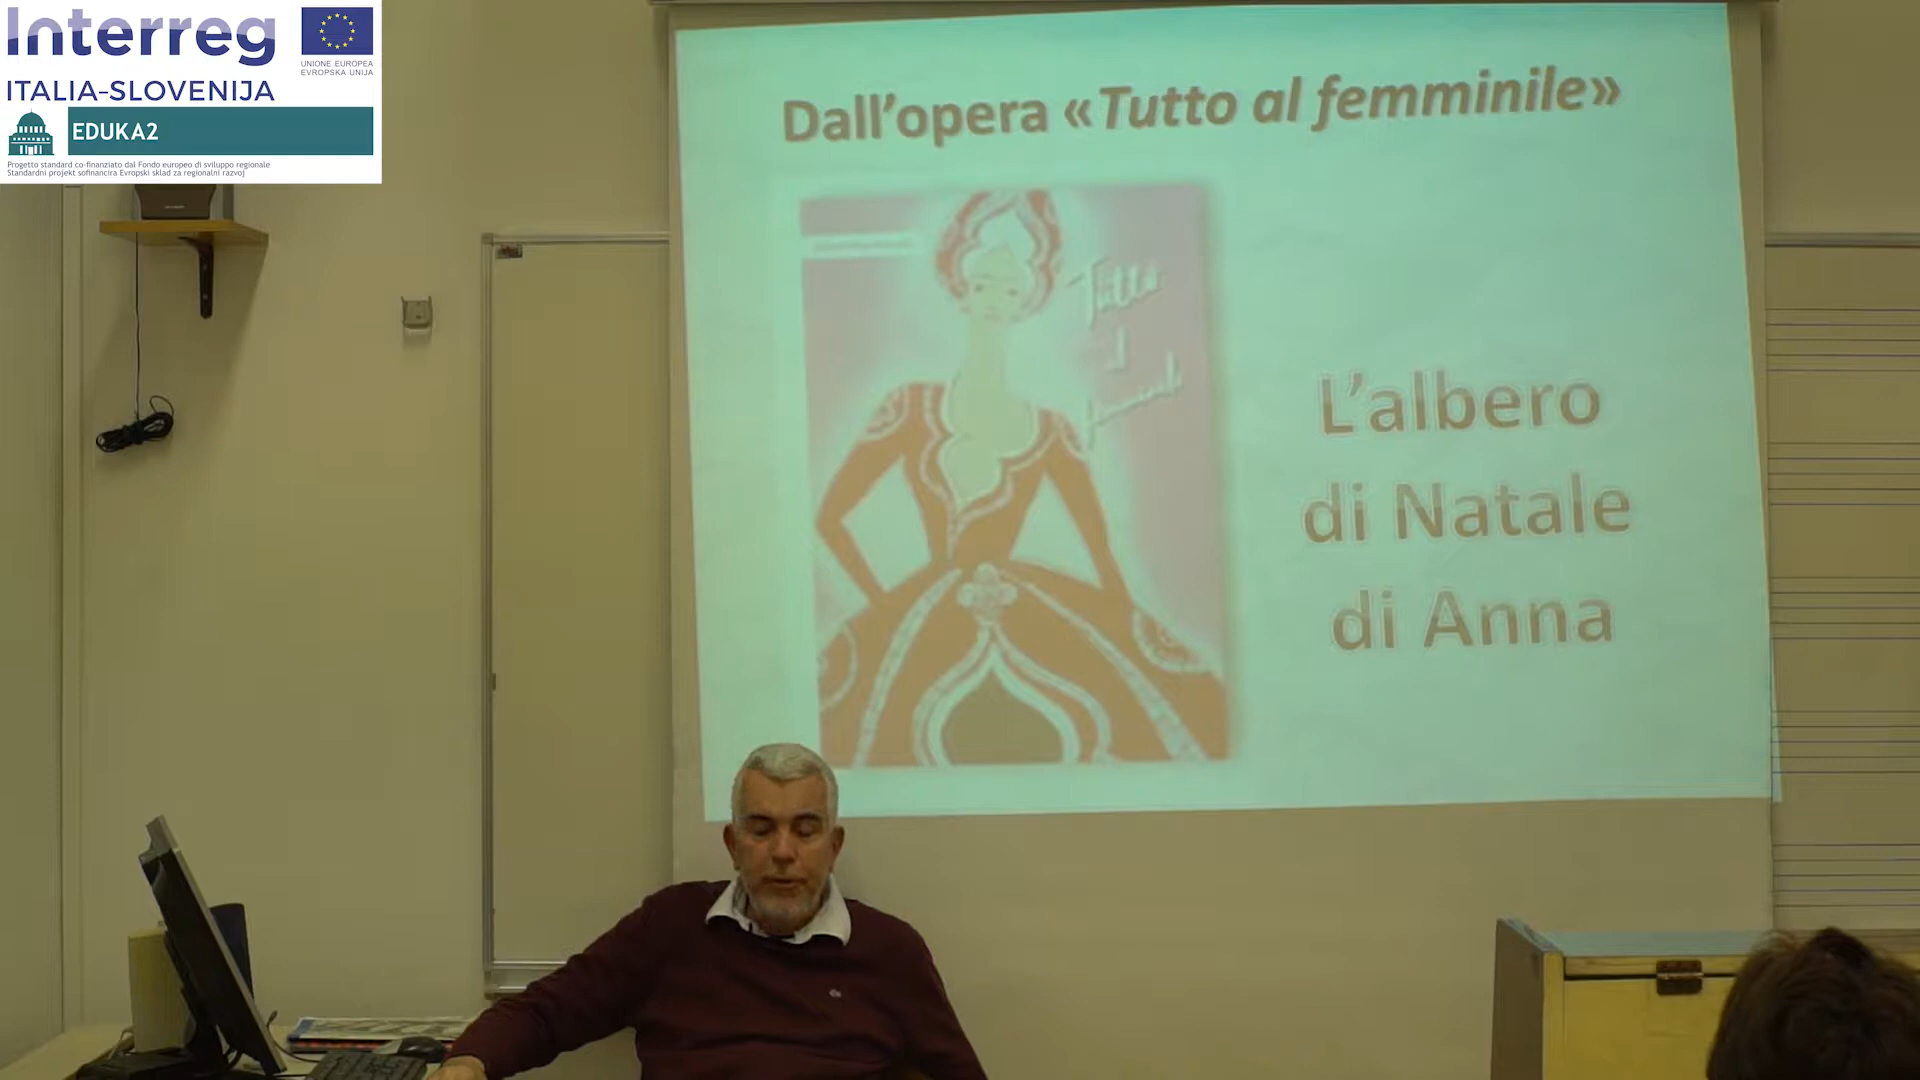 Interreg
UNIONE EUROPEA
EVROPSKA UNIJA
ITALIA-SLOVENIJA
EDUKA2
Progetto standard co-finanziato dal Fondo europeo di sviluppo regionale
Standardni projekt sofinancira Evropski sklad za regionalni razvoj
Dall'opera «Tutto al femminile»
Tutto
L'albero
di Natale
di Anna